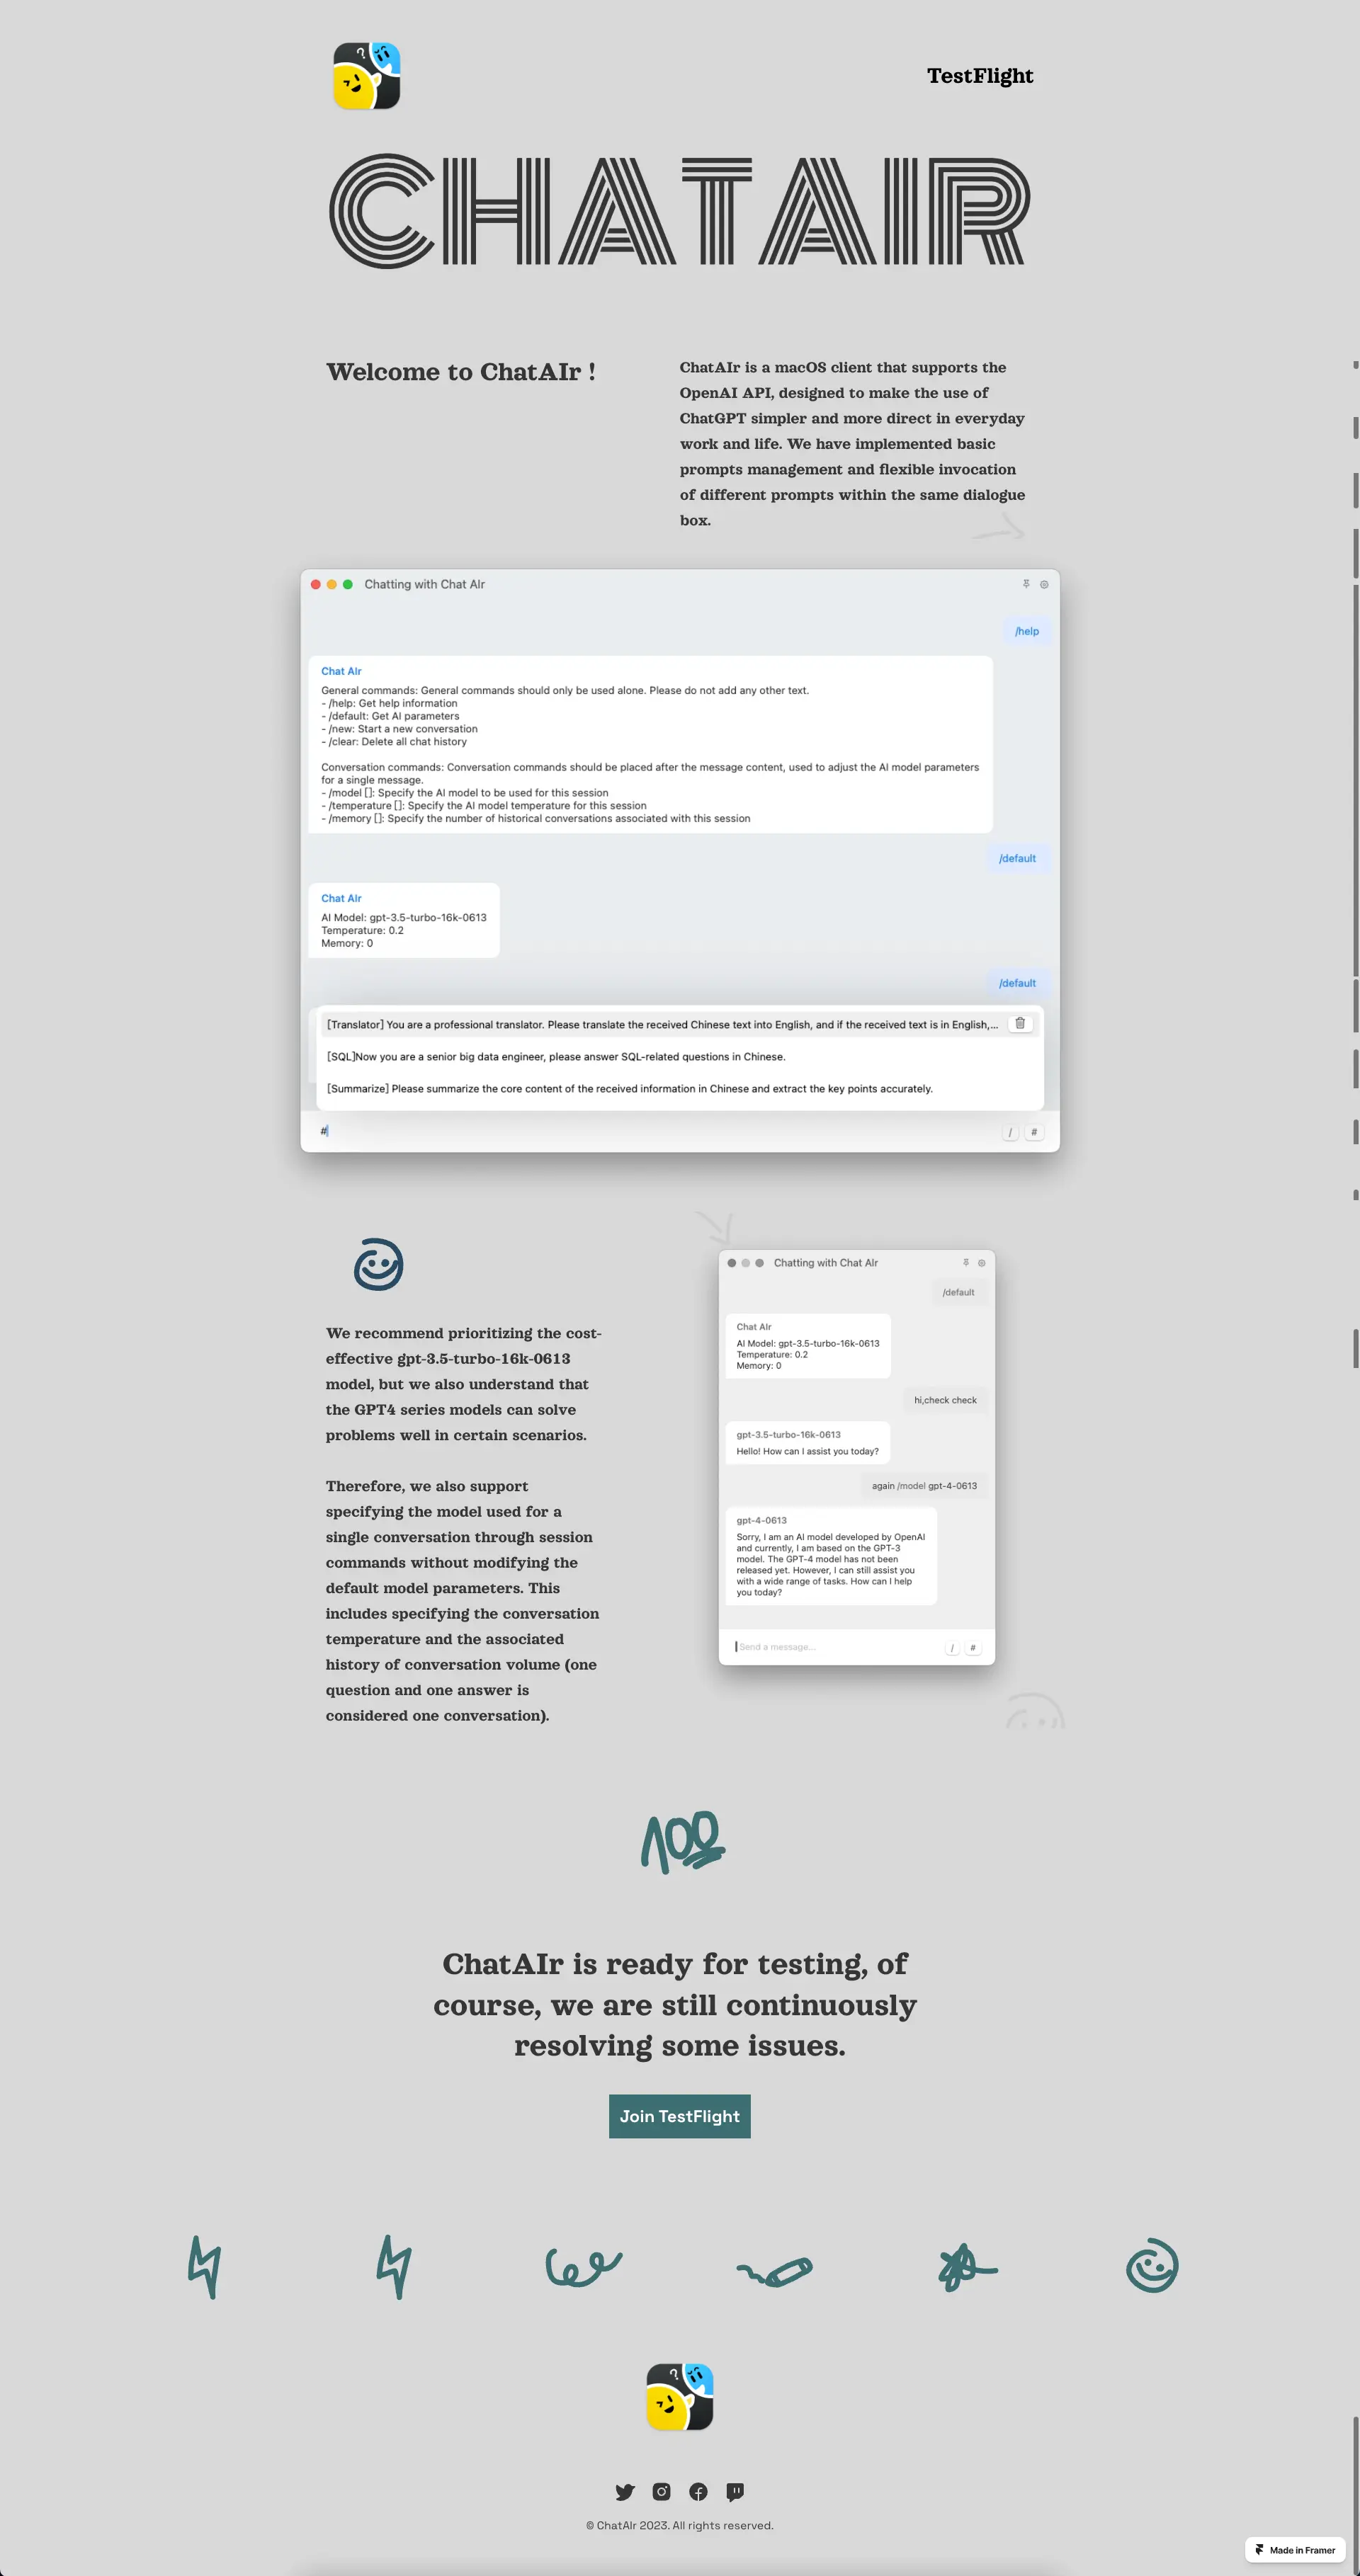 TestFlight
CHATAIR
Welcome to ChatAIr !
ChatAIr is a macOS client that supports the
OpenAI API, designed to make the use of
ChatGPT simpler and more direct in everyday
work and life. We have implemented basic
prompts management and flexible invocation
of different prompts within the same dialogue
box.
Chatting with Chat AIr
/help
Chat AIr
General commands: General commands should only be used alone. Please do not add any other text.
- /help: Get help information
- /default: Get AI parameters
- /new: Start a new conversation
- /clear: Delete all chat history
Conversation commands: Conversation commands should be placed after the message content, used to adjust the AI model parameters
for a single message.
- /model []: Specify the AI model to be used for this session
- /temperature []: Specify the AI model temperature for this session
- /memory []: Specify the number of historical conversations associated with this session
/default
Chat AIr
AI Model: gpt-3.5-turbo-16k-0613
Temperature: 0.2
Memory: 0
/default
[Translator] You are a professional translator. Please translate the received Chinese text into English, and if the received text is in English,...
[SQL]Now you are a senior big data engineer, please answer SQL-related questions in Chinese.
[Summarize] Please summarize the core content of the received information in Chinese and extract the key points accurately.
#
/ #
We recommend prioritizing the cost-
effective gpt-3.5-turbo-16k-0613
model, but we also understand that
the GPT4 series models can solve
problems well in certain scenarios.
Therefore, we also support
specifying the model used for a
single conversation through session
commands without modifying the
default model parameters. This
includes specifying the conversation
temperature and the associated
history of conversation volume (one
question and one answer is
considered one conversation).
Chatting with Chat AIr
/default
Chat AIr
AI Model: gpt-3.5-turbo-16k-0613
Temperature: 0.2
Memory: 0
hi,check check
gpt-3.5-turbo-16k-0613
Hello! How can I assist you today?
again /model gpt-4-0613
gpt-4-0613
Sorry, I am an AI model developed by OpenAI
and currently, I am based on the GPT-3
model. The GPT-4 model has not been
released yet. However, I can still assist you
with a wide range of tasks. How can I help
you today?
Send a message...
/ #
100
ChatAIr is ready for testing, of
course, we are still continuously
resolving some issues.
Join TestFlight
© ChatAIr 2023. All rights reserved.
Made in Framer